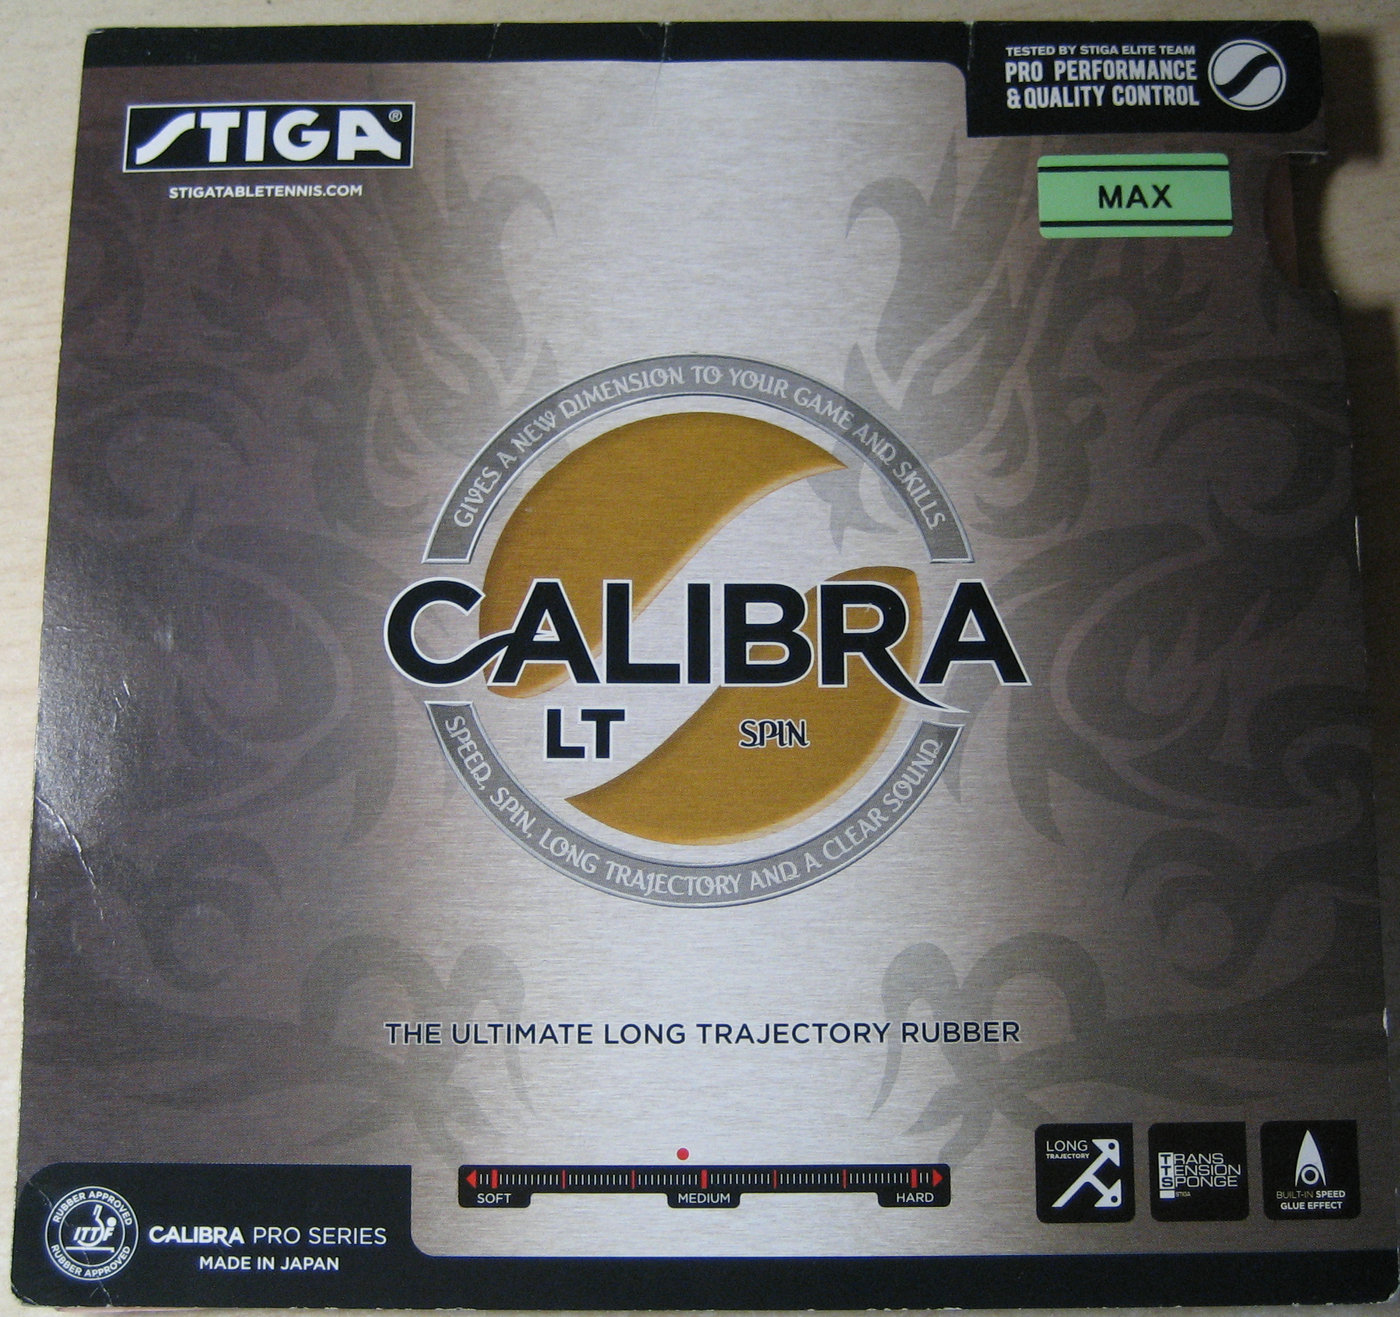 TESTED BY STIGA ELITE TEAM
PRO PERFORMANCE
& QUALITY CONTROL
STIGA®
STIGATABLETENNIS.COM
MAX
GIVES A NEW DIMENSION TO YOUR GAME AND SKILLS
CALIBRA
LT SPIN
SPEED, SPIN, LONG TRAJECTORY AND A CLEAR SOUND
THE ULTIMATE LONG TRAJECTORY RUBBER
SOFT MEDIUM HARD
LONG
TRAJECTORY
TRANS
TENSION
SPONGE
STIGA
BUILT-IN SPEED
GLUE EFFECT
RUBBER APPROVED
ITTF
RUBBER APPROVED
CALIBRA PRO SERIES
MADE IN JAPAN